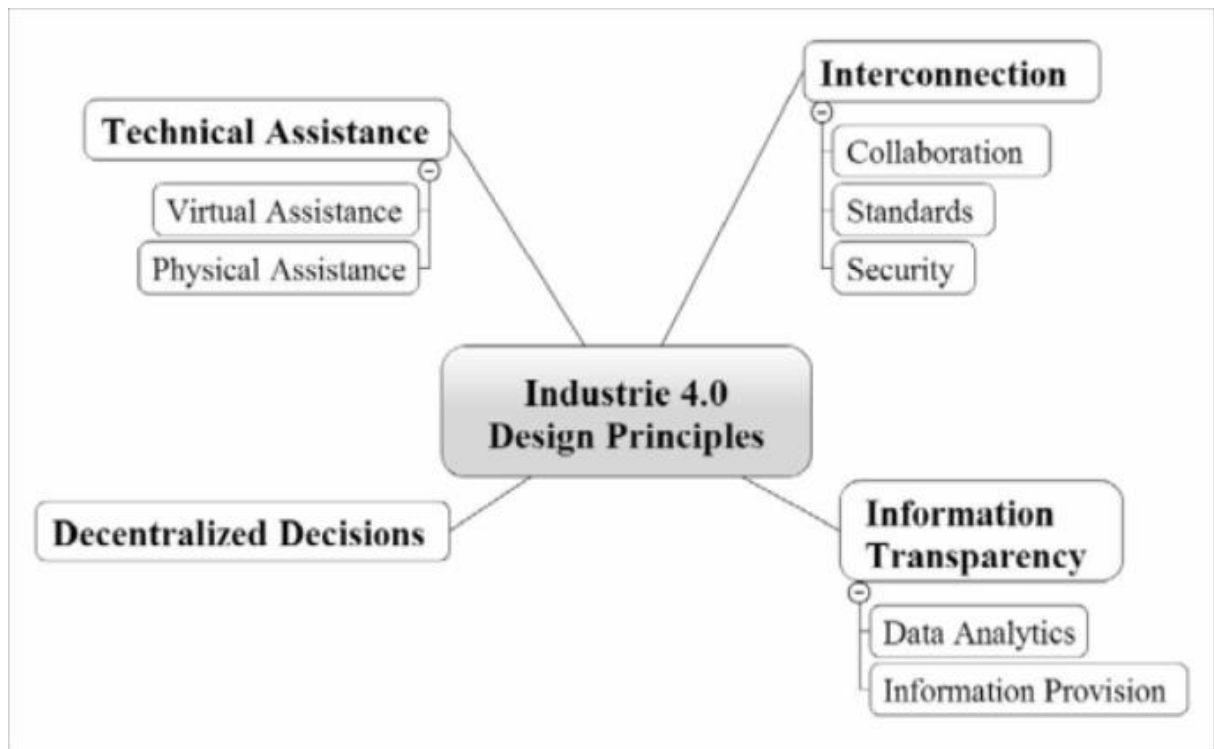 Interconnection
Collaboration
Standards
Security
Technical Assistance
Virtual Assistance
Physical Assistance
Industrie 4.0
Design Principles
Decentralized Decisions
Information
Transparency
Data Analytics
Information Provision